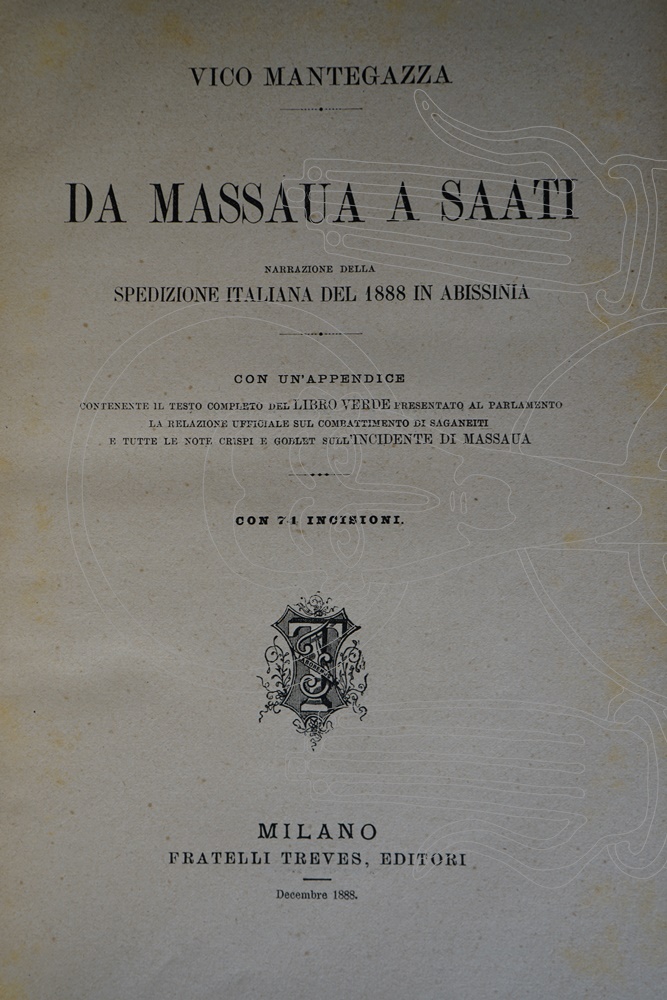 VICO MANTEGAZZA
DA MASSAUA A SAATI
NARRAZIONE DELLA
SPEDIZIONE ITALIANA DEL 1888 IN ABISSINIA
CON UN'APPENDICE
CONTENENTE IL TESTO COMPLETO DEL LIBRO VERDE PRESENTATO AL PARLAMENTO
LA RELAZIONE UFFICIALE SUL COMBATTIMENTO DI SAGANEITI
E TUTTE LE NOTE CRISPI E GOBLET SULL'INCIDENTE DI MASSAUA
CON 74 INCISIONI.
MILANO
FRATELLI TREVES, EDITORI
Decembre 1888.